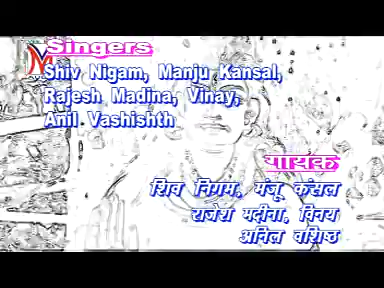 Singers
Shiv Nigam, Manju Kansal,
Rajesh Madina, Vinay,
Anil Vashishth
गायक
शिव निगम, मंजू कंसल
राजेश मदीना, विनय
अनिल वशिष्ठ